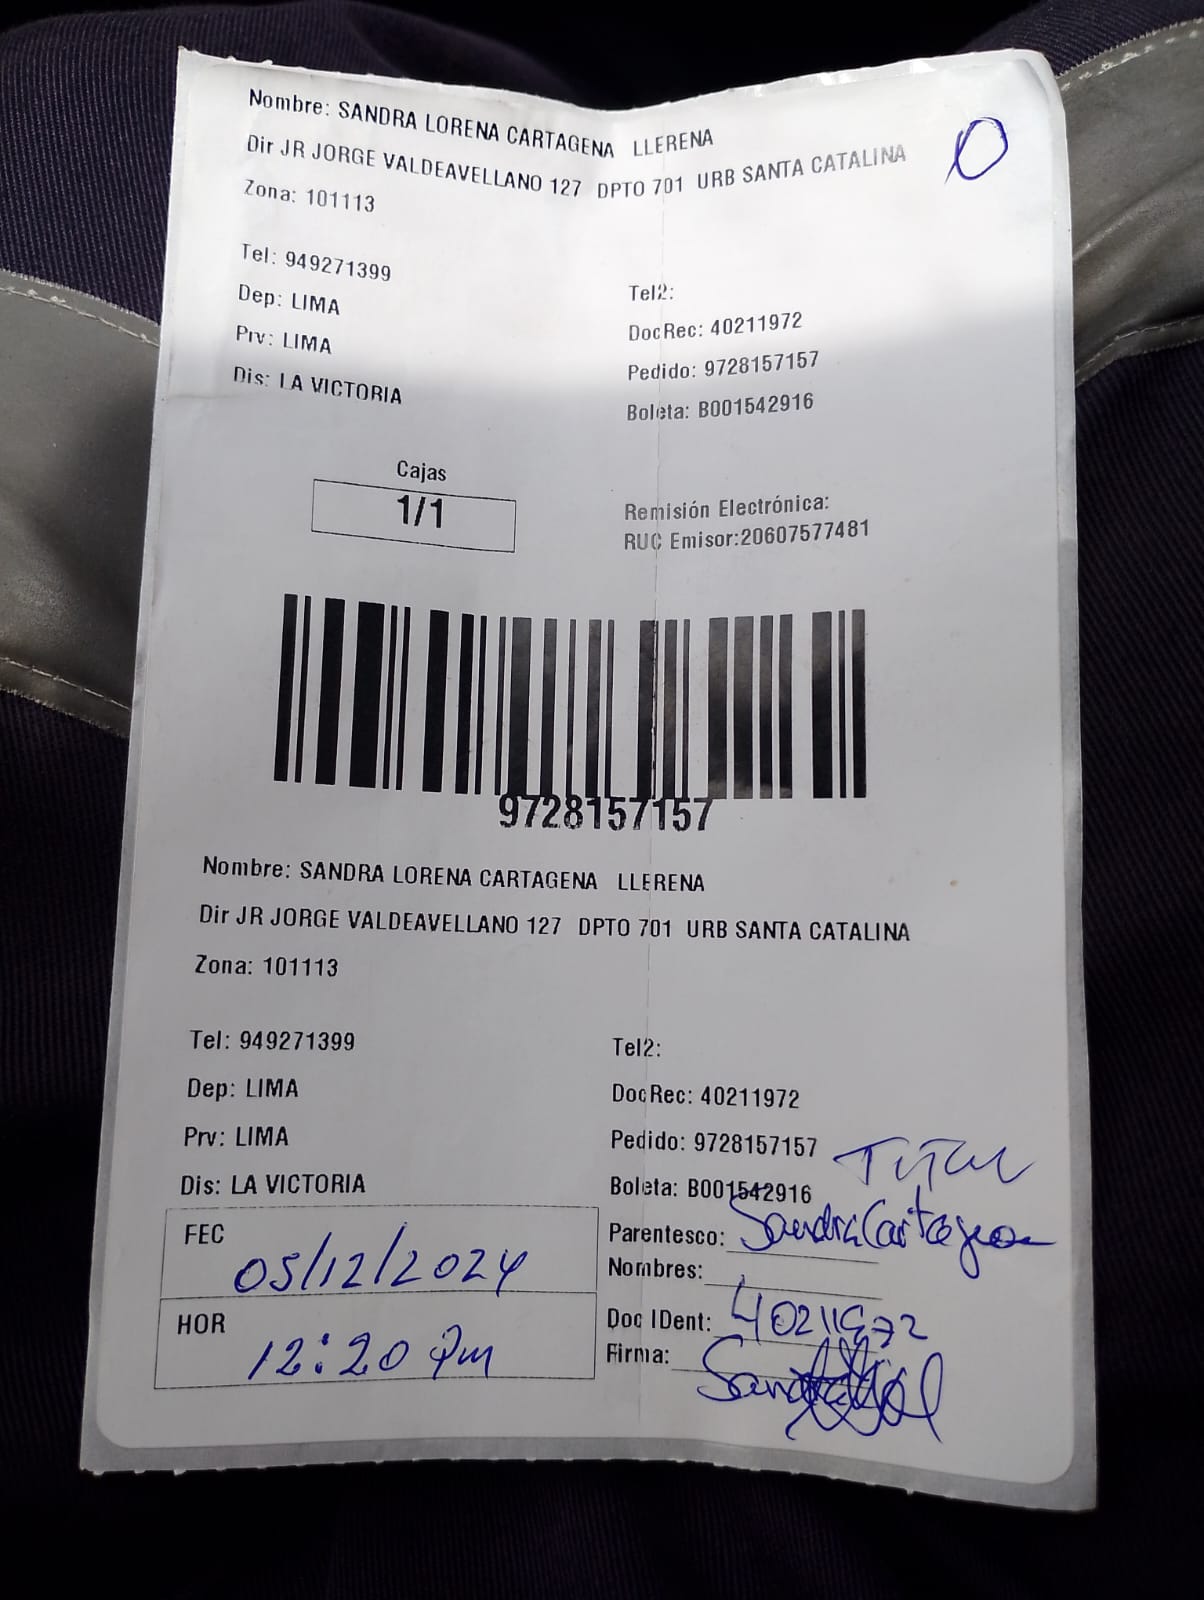 Nombre: SANDRA LORENA CARTAGENA LLERENA
Dir JR JORGE VALDEAVELLANO 127 DPTO 701 URB SANTA CATALINA
Zona: 101113
Tel: 949271399
Tel2:
Dep: LIMA
DocRec: 40211972
Prv: LIMA
Pedido: 9728157157
Dis: LA VICTORIA
Boleta: B001542916
Cajas
1/1
Remisión Electrónica:
RUC Emisor:20607577481
9728157157
Nombre: SANDRA LORENA CARTAGENA LLERENA
Dir JR JORGE VALDEAVELLANO 127 DPTO 701 URB SANTA CATALINA
Zona: 101113
Tel: 949271399
Tel2:
Dep: LIMA
DocRec: 40211972
Prv: LIMA
Pedido: 9728157157
Dis: LA VICTORIA
Boleta: B001542916
FEC 05/12/2024
Parentesco: Sandra Cartagena
Nombres:
HOR 12:20 pm
Doc IDent: 40211972
Firma: